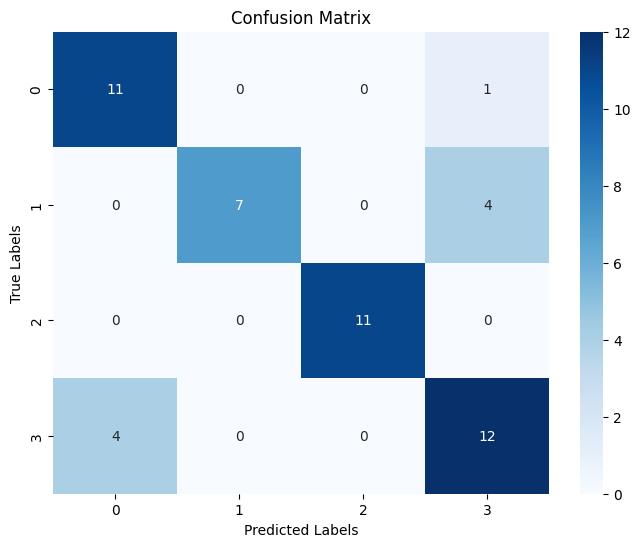 Confusion Matrix
True Labels
0 11 0 0 1
1 0 7 0 4
2 0 0 11 0
3 4 0 0 12
0 1 2 3
Predicted Labels
12
10
8
6
4
2
0